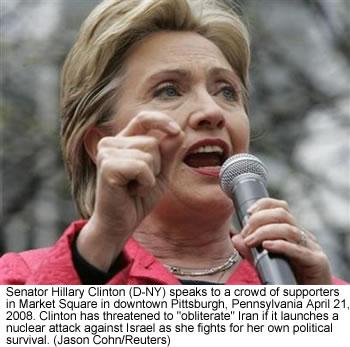 Senator Hillary Clinton (D-NY) speaks to a crowd of supporters
in Market Square in downtown Pittsburgh, Pennsylvania April 21,
2008. Clinton has threatened to "obliterate" Iran if it launches a
nuclear attack against Israel as she fights for her own political
survival. (Jason Cohn/Reuters)